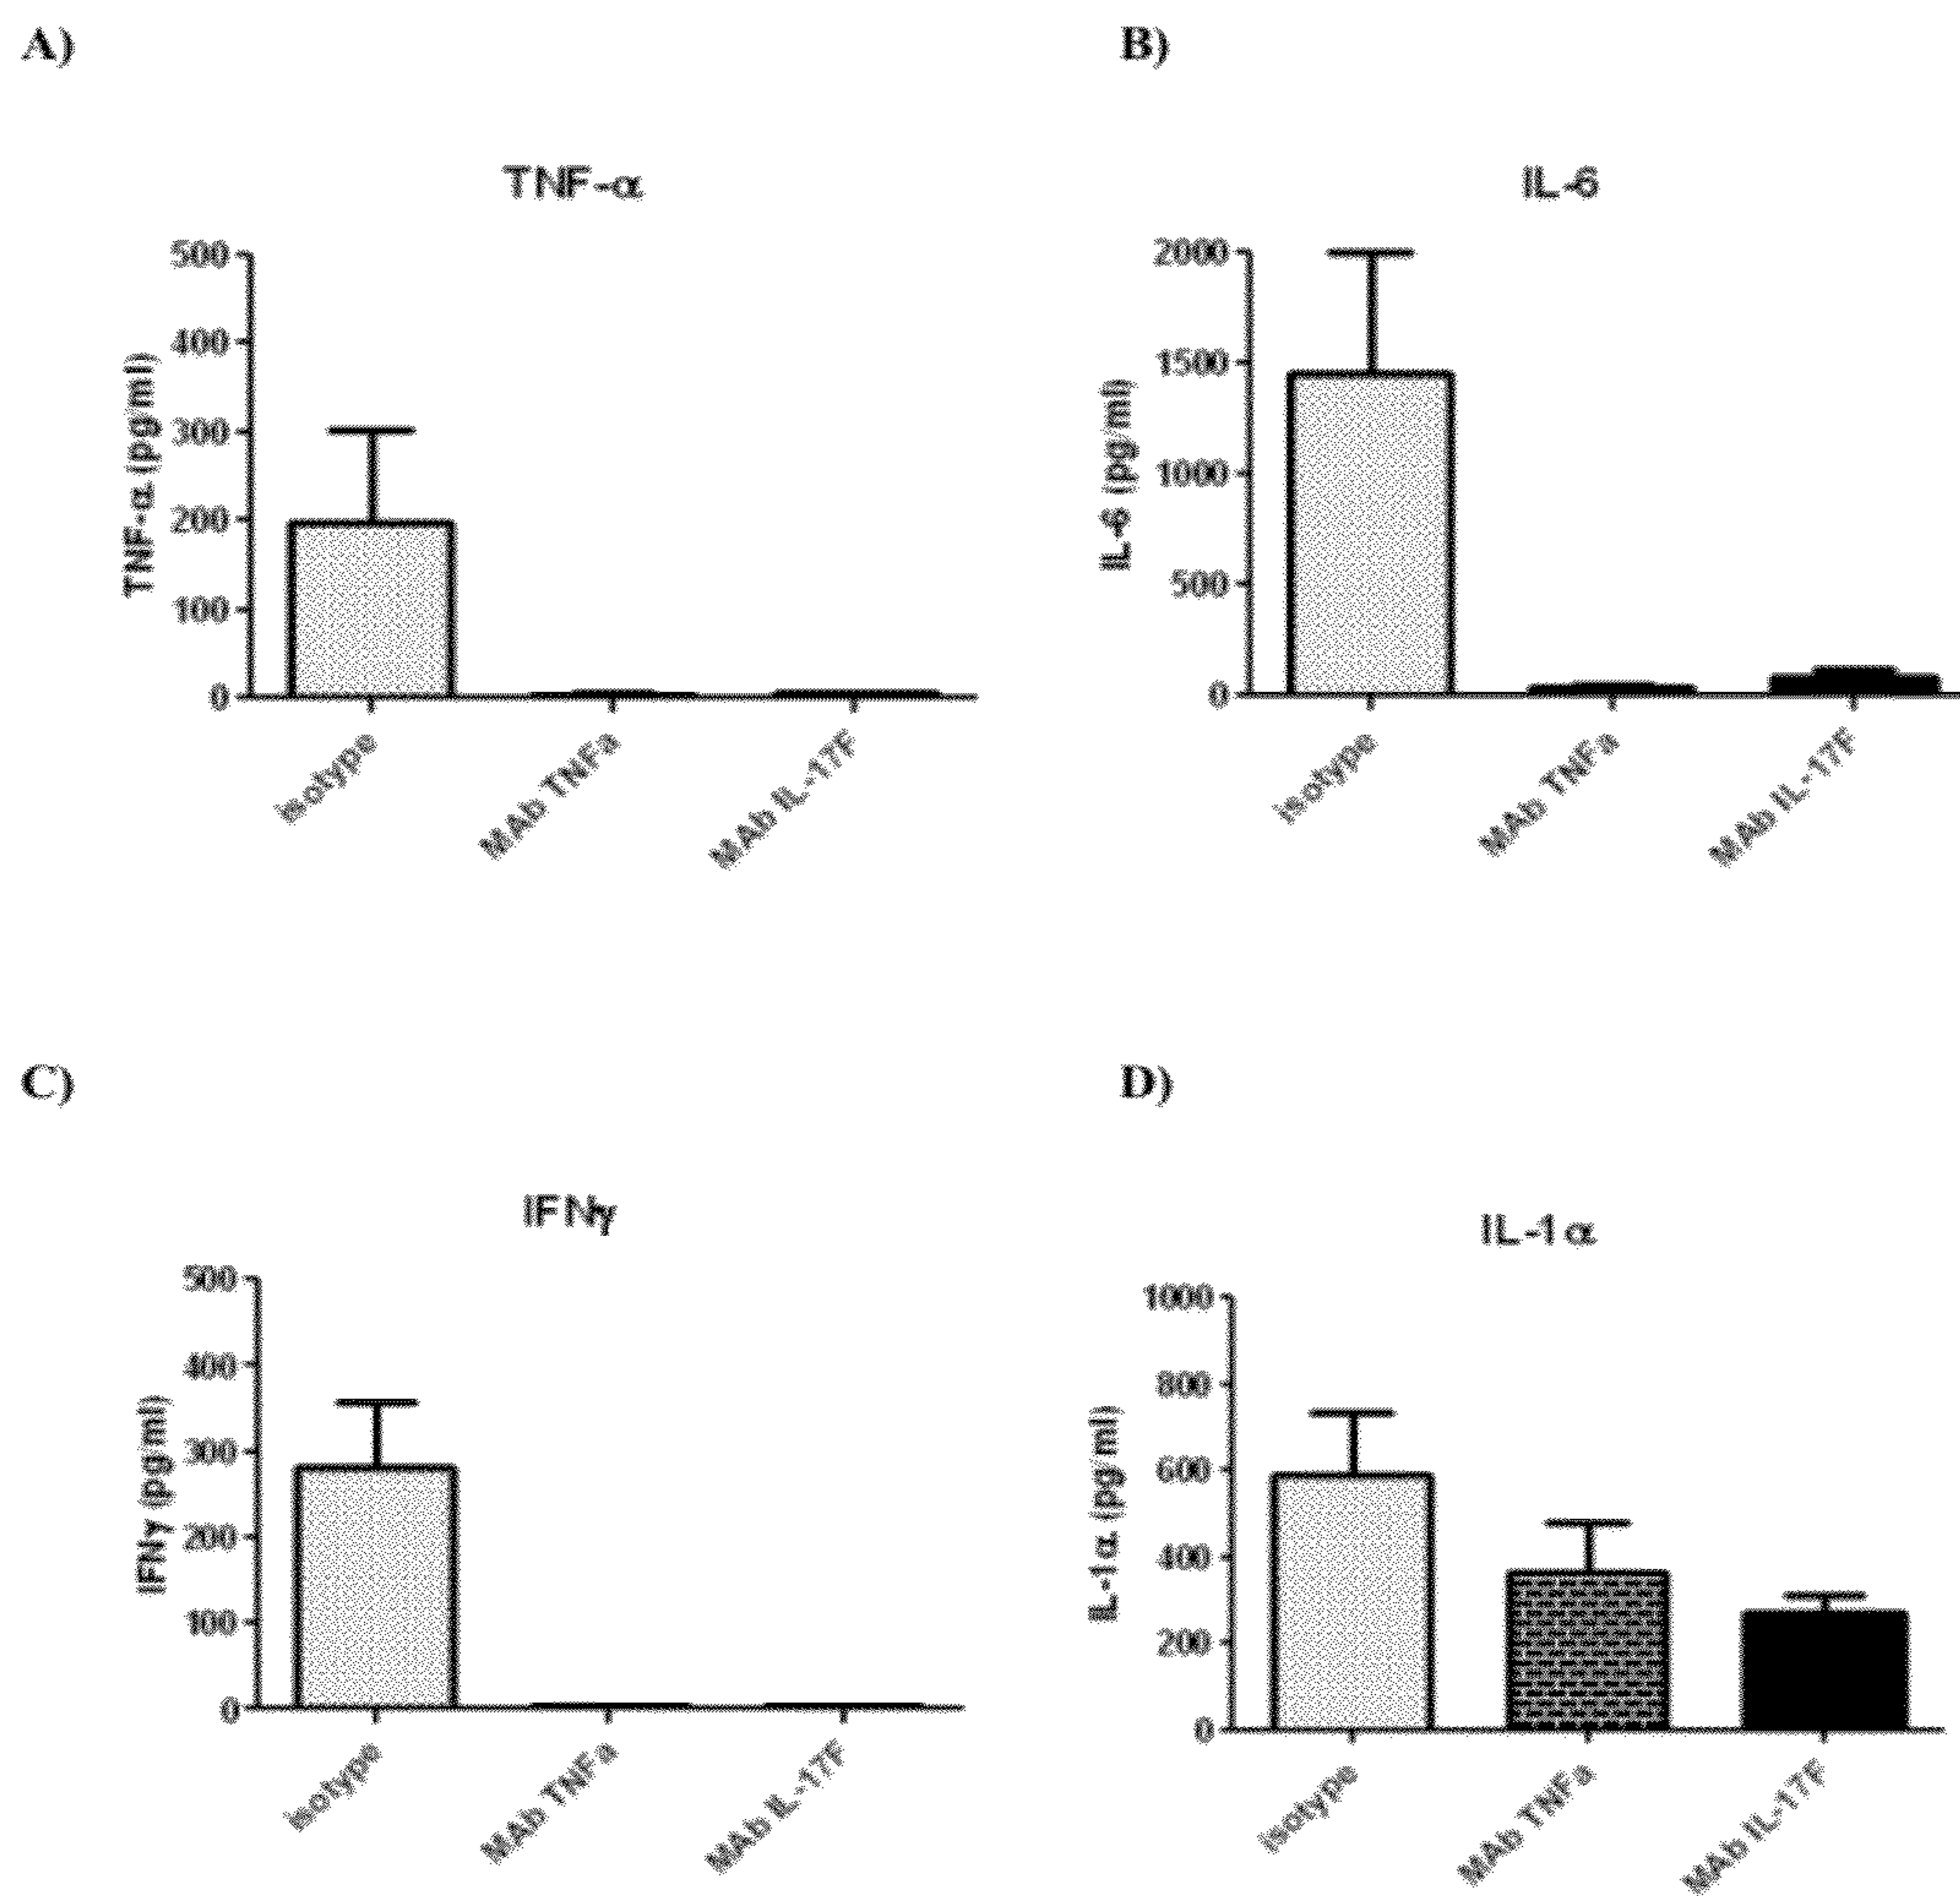 A)
TNF-α
TNF-α (pg/ml)
500
400
300
200
100
0
isotype
MAb TNFa
MAb IL-17F
B)
IL-6
IL-6 (pg/ml)
2000
1500
1000
500
0
isotype
MAb TNFa
MAb IL-17F
C)
IFNγ
IFNγ (pg/ml)
500
400
300
200
100
0
isotype
MAb TNFa
MAb IL-17F
D)
IL-1α
IL-1α (pg/ml)
1000
800
600
400
200
0
isotype
MAb TNFa
MAb IL-17F